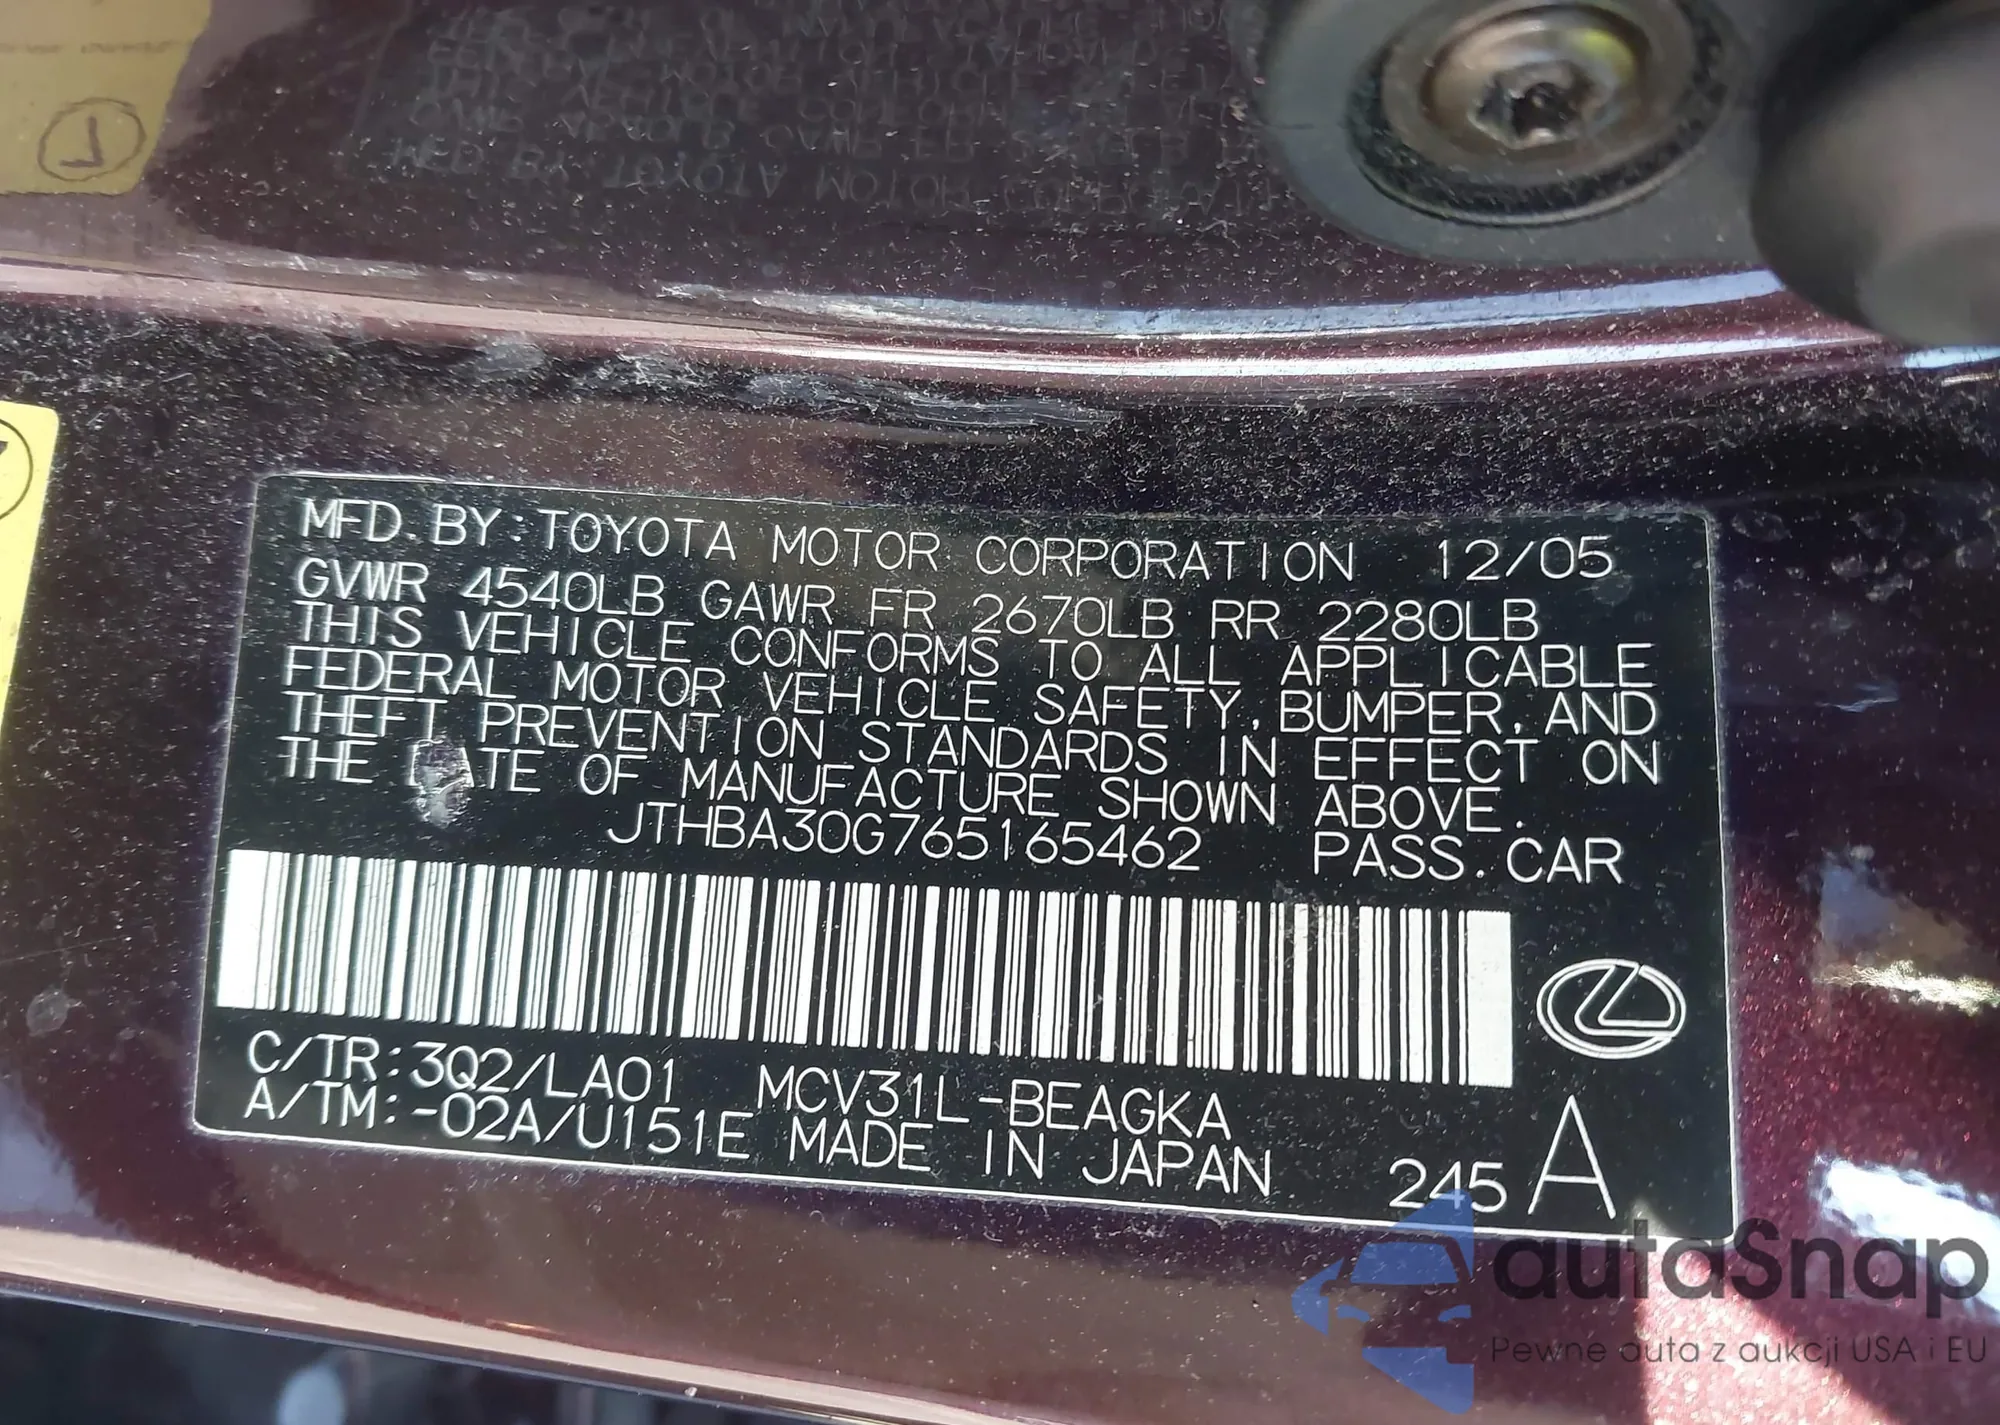 MFD. BY: TOYOTA MOTOR CORPORATION 12/05
GVWR 4540LB GAWR FR 2670LB RR 2280LB
THIS VEHICLE CONFORMS TO ALL APPLICABLE
FEDERAL MOTOR VEHICLE SAFETY, BUMPER, AND
THEFT PREVENTION STANDARDS IN EFFECT ON
THE DATE OF MANUFACTURE SHOWN ABOVE.
JTHBA30G765165462 PASS. CAR
C/TR: 3Q2/LA01 MCV31L-BEAGKA
A/TM: -02A/U151E MADE IN JAPAN 245 A
autoSnap
Pewne auta z aukcji USA i EU